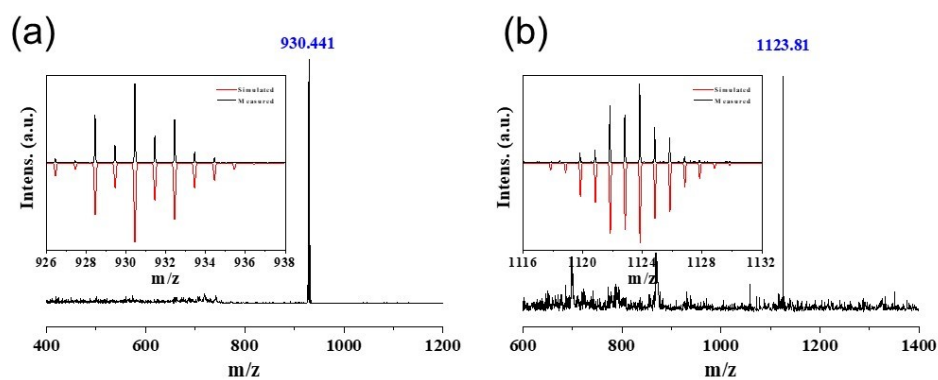 (a)
930.441
Simulated
Measured
Intens. (a.u.)
926 928 930 932 934 936 938
m/z
400 600 800 1000 1200
m/z
(b)
1123.81
Simulated
Measured
Intens. (a.u.)
1116 1120 1124 1128 1132
m/z
600 800 1000 1200 1400
m/z